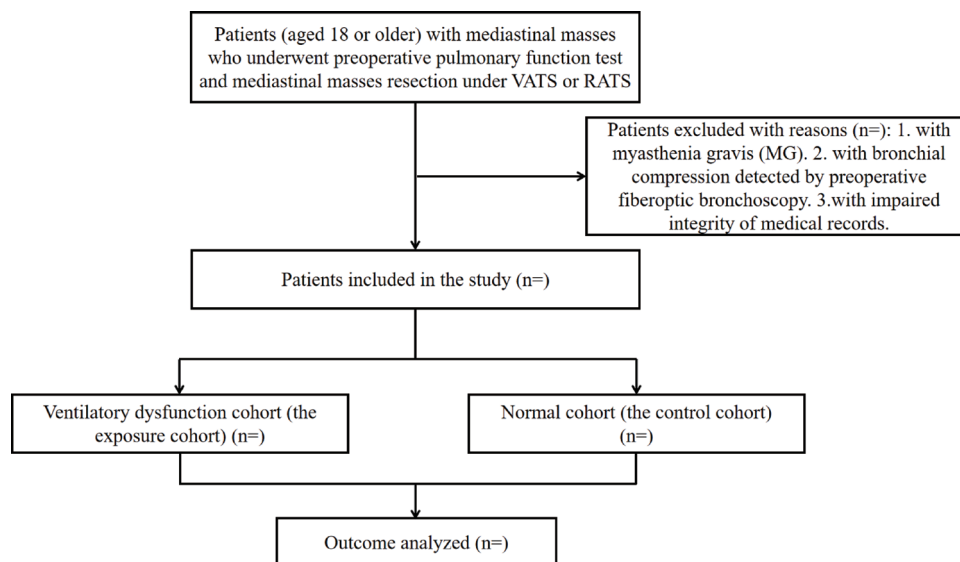 Patients (aged 18 or older) with mediastinal masses
who underwent preoperative pulmonary function test
and mediastinal masses resection under VATS or RATS
Patients excluded with reasons (n=): 1. with
myasthenia gravis (MG). 2. with bronchial
compression detected by preoperative
fiberoptic bronchoscopy. 3.with impaired
integrity of medical records.
Patients included in the study (n=)
Ventilatory dysfunction cohort (the
exposure cohort) (n=)
Normal cohort (the control cohort)
(n=)
Outcome analyzed (n=)